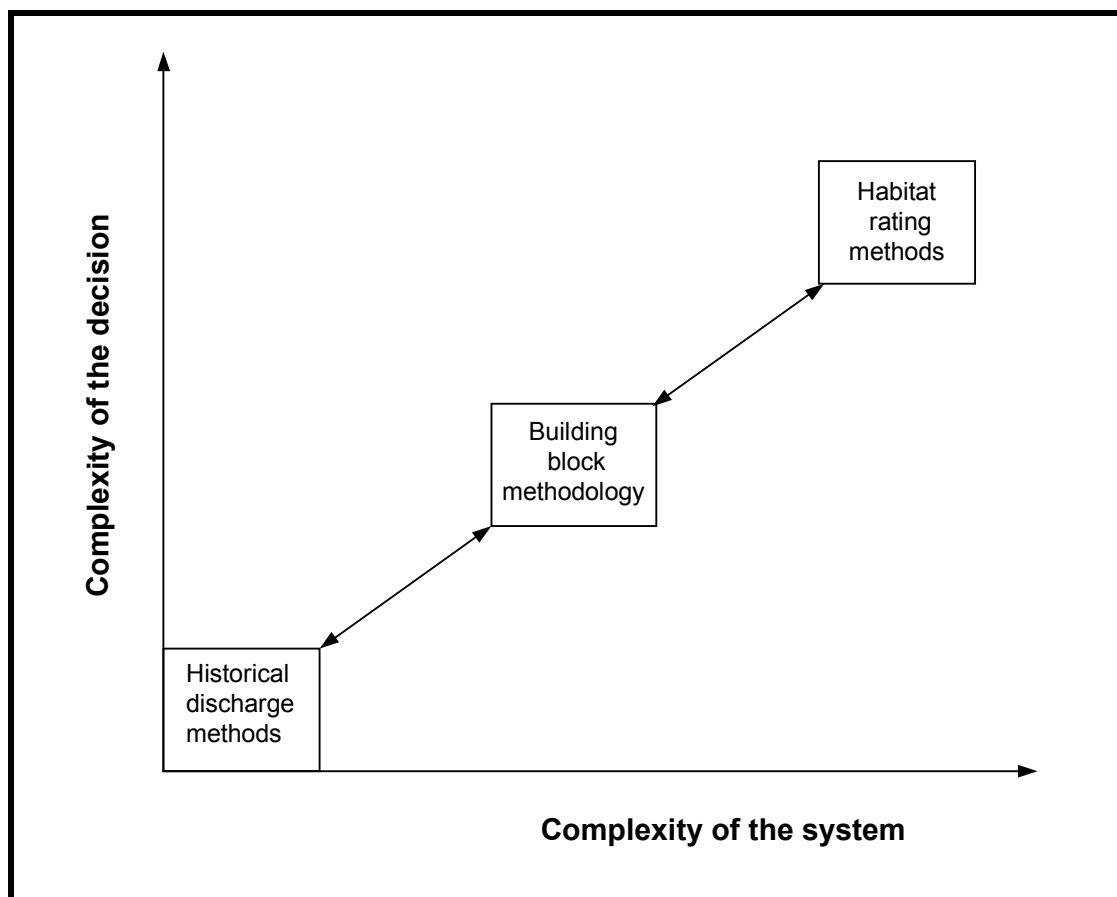 Complexity of the decision
Habitat
rating
methods
Building
block
methodology
Historical
discharge
methods
Complexity of the system